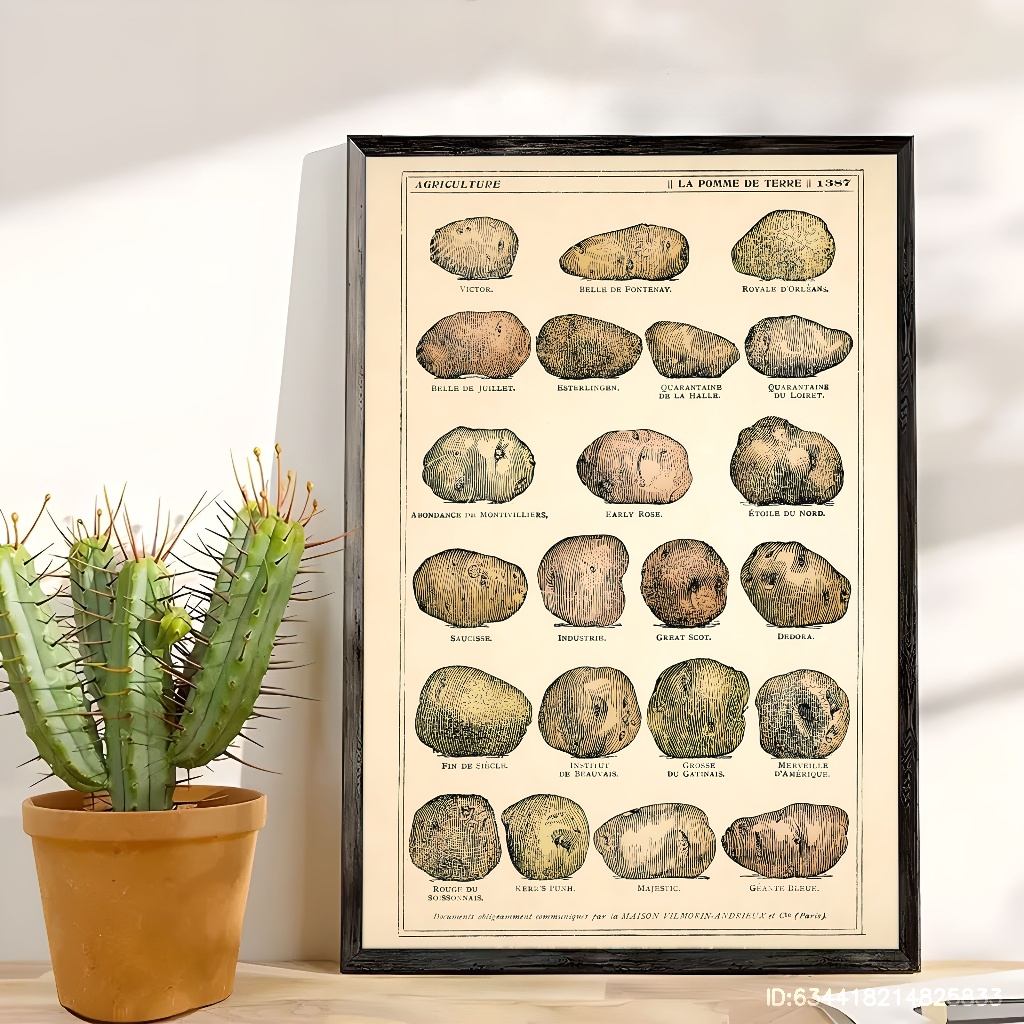 AGRICULTURE
|| LA POMME DE TERRE || 1387
VICTOR.
BELLE DE FONTENAY.
ROYALE D'ORLÉANS.
BELLE DE JUILLET.
ESTERLINGEN.
QUARANTAINE
DE LA HALLE.
QUARANTAINE
DU LOIRET.
ABONDANCE DE MONTIVILLIERS,
EARLY ROSE.
ÉTOILE DU NORD.
SAUCISSE.
INDUSTRIE.
GREAT SCOT.
DEDORA.
FIN DE SIÈCLE.
INSTITUT
DE BEAUVAIS.
GROSSE
DU GATINAIS.
MERVEILLE
D'AMÉRIQUE.
ROUGE DU
SOISSONNAIS.
KERR'S PINK.
MAJESTIC.
GÉANTE BLEUE.
Documents obligeamment communiqués par la MAISON VILMORIN-ANDRIEUX et Cie (Paris).